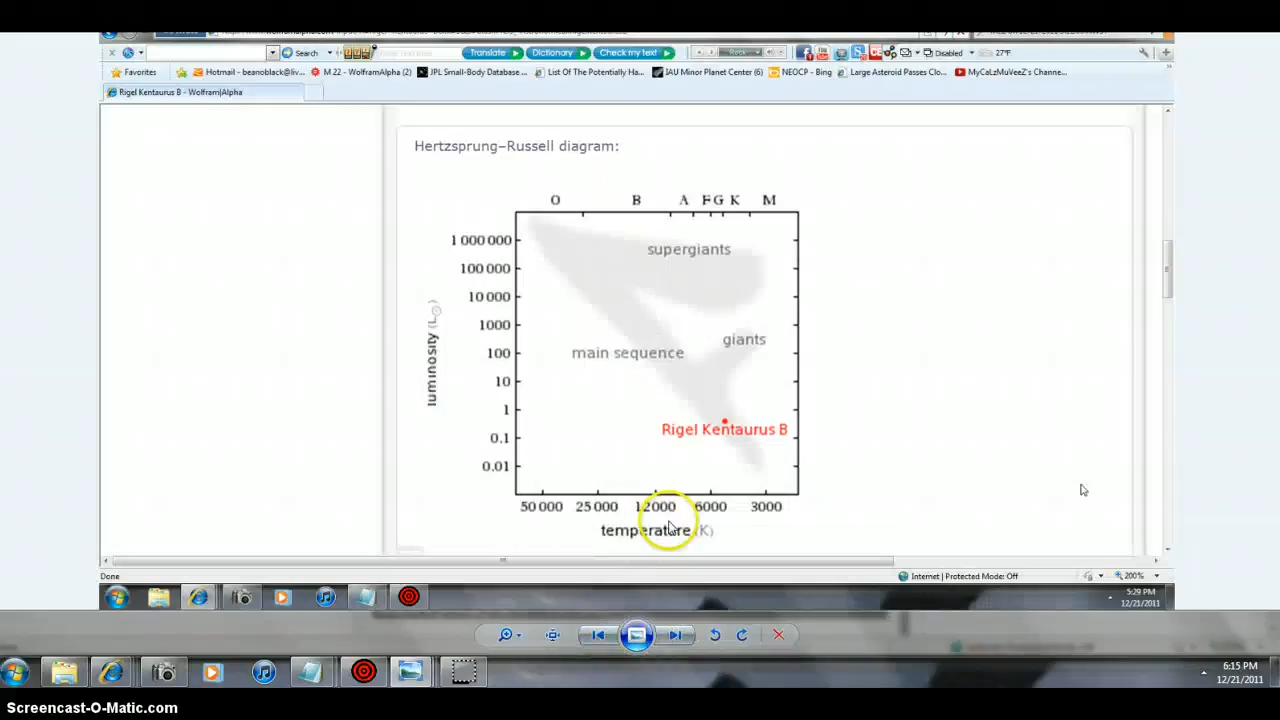 Search
Translate
Dictionary
Check my text
Rock
Disabled
27°F
Favorites
Hotmail - beanoblack@liv...
M 22 - WolframAlpha (2)
JPL Small-Body Database...
List Of The Potentially Ha...
IAU Minor Planet Center (6)
NEOCP - Bing
Large Asteroid Passes Clo...
MyCaLzMuVeeZ's Channe...
Rigel Kentaurus B - Wolfram|Alpha
Hertzsprung–Russell diagram:
O B A F G K M
1 000 000
supergiants
100 000
10 000
1000
giants
100
main sequence
10
1
Rigel Kentaurus B
0.1
0.01
luminosity (L☉)
50 000 25 000 12 000 6000 3000
temperature (K)
Done
Internet | Protected Mode: Off
200%
5:29 PM
12/21/2011
6:15 PM
12/21/2011
Screencast-O-Matic.com